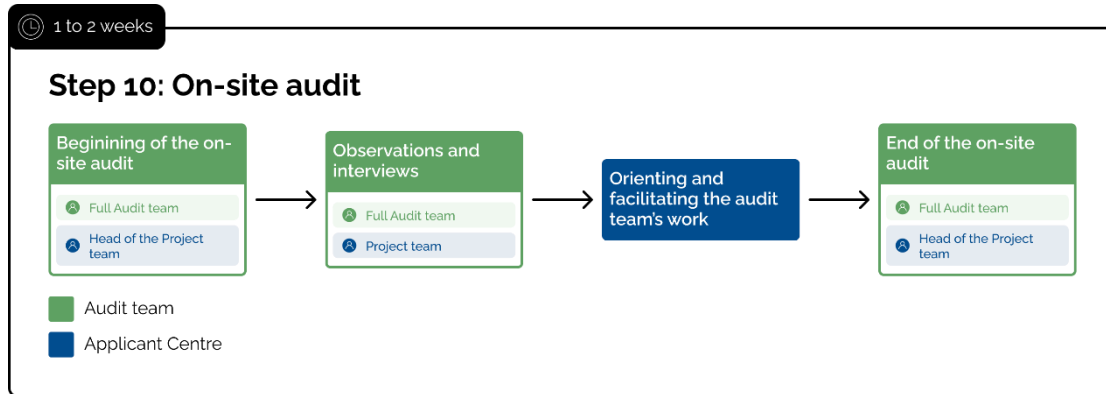 1 to 2 weeks
Step 10: On-site audit
Beginining of the on-
site audit
Full Audit team
Head of the Project
team
Observations and
interviews
Full Audit team
Project team
Orienting and
facilitating the audit
team's work
End of the on-site
audit
Full Audit team
Head of the Project
team
Audit team
Applicant Centre